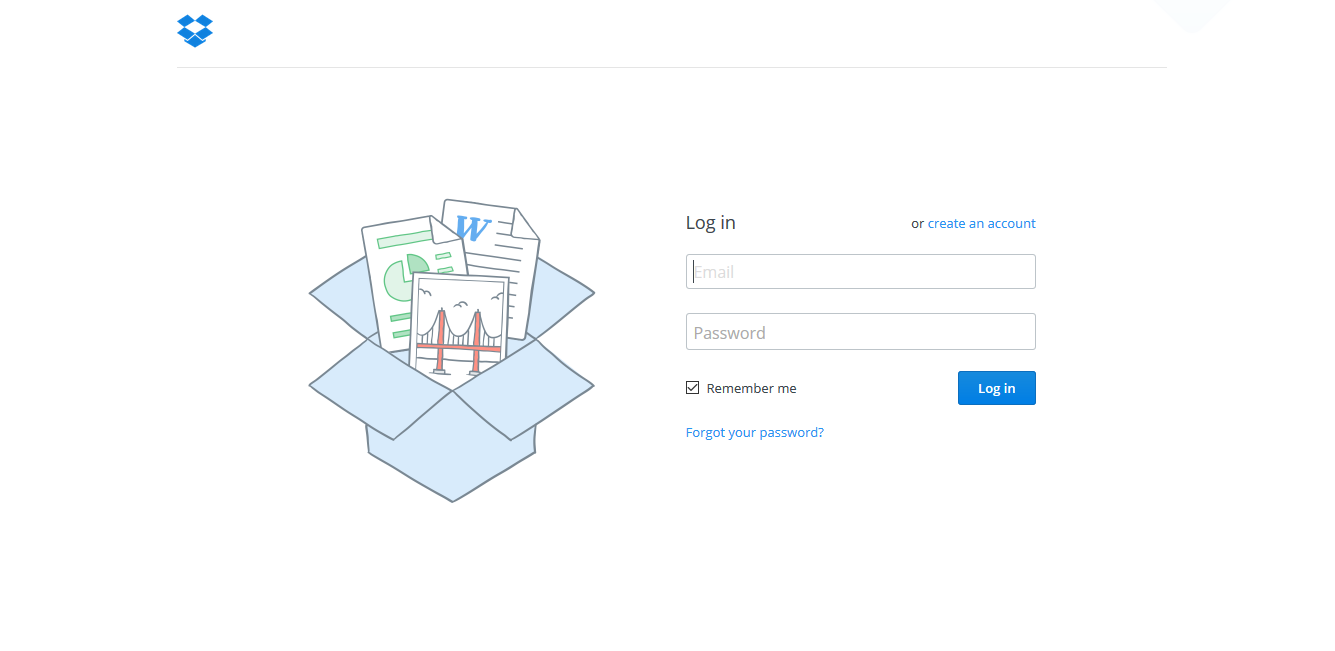 W
Log in
or create an account
Email
Password
Remember me
Log in
Forgot your password?